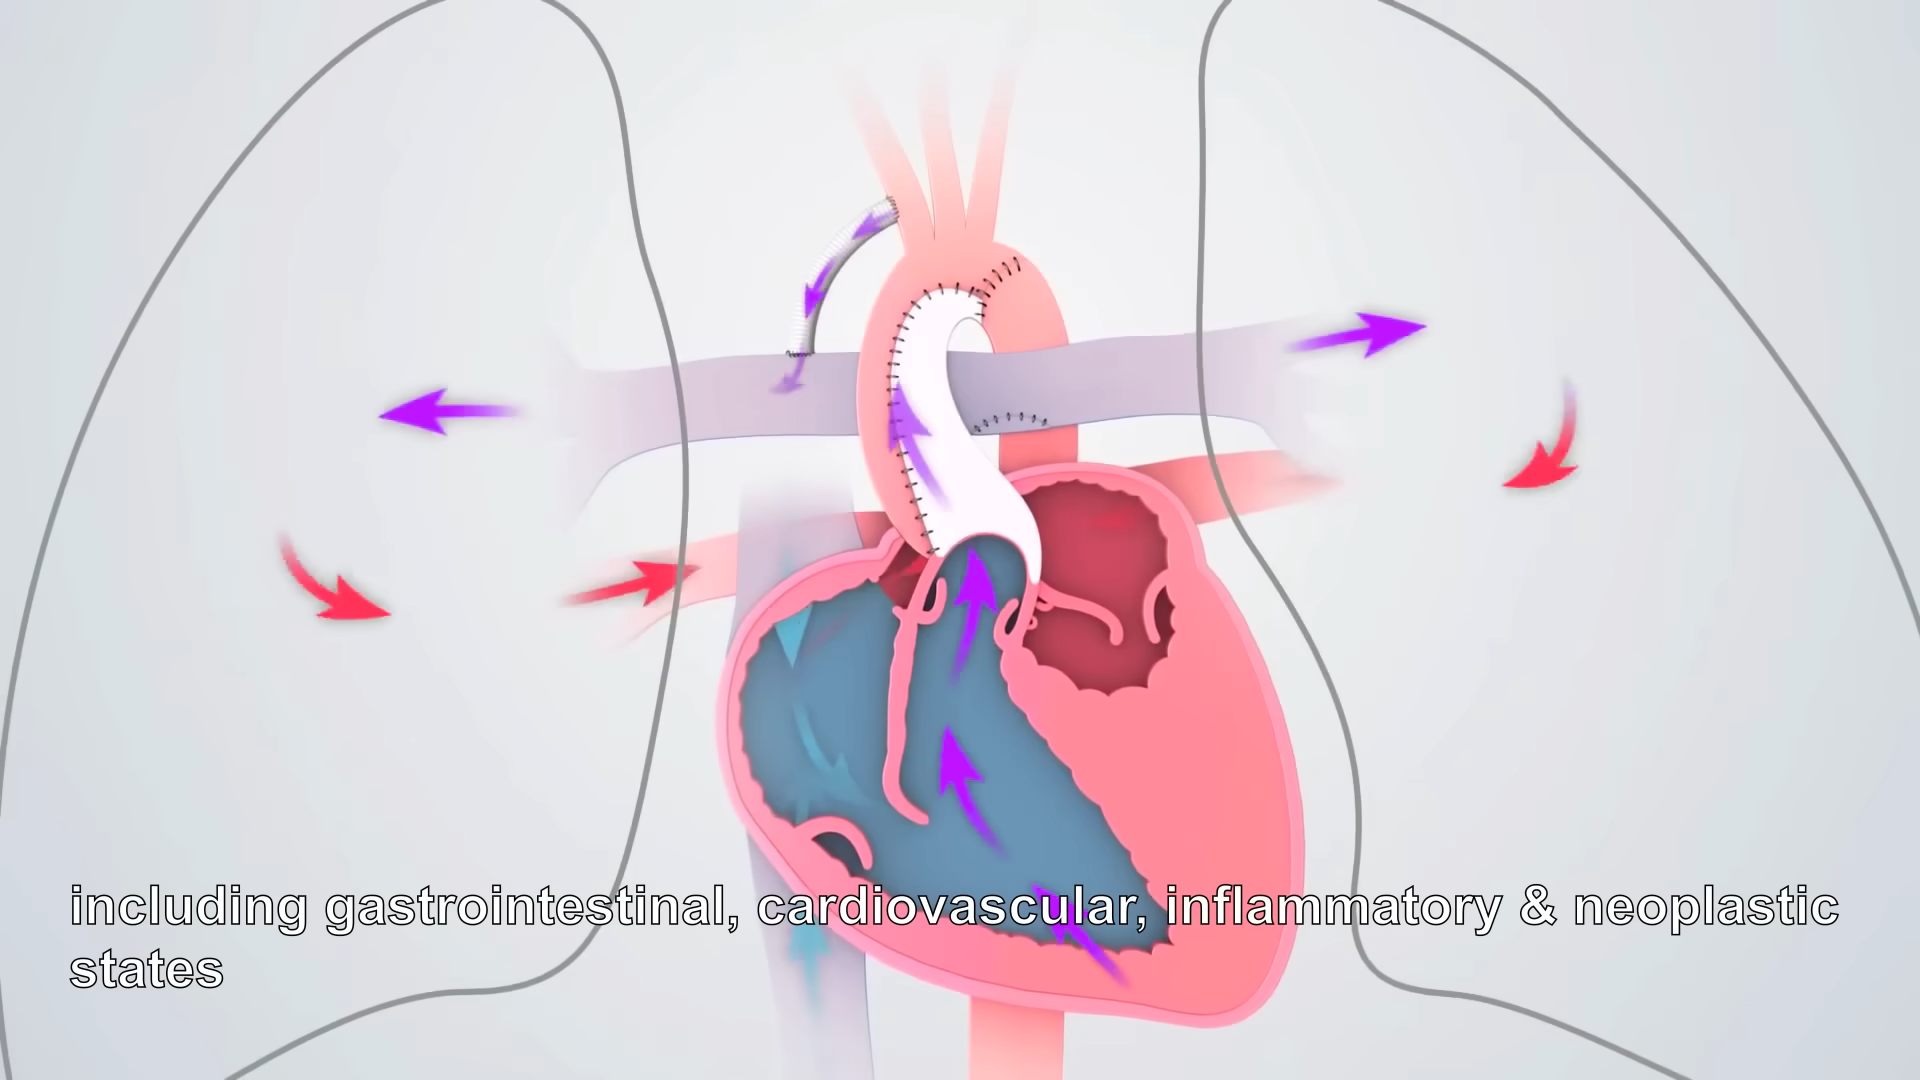 including gastrointestinal, cardiovascular, inflammatory & neoplastic
states